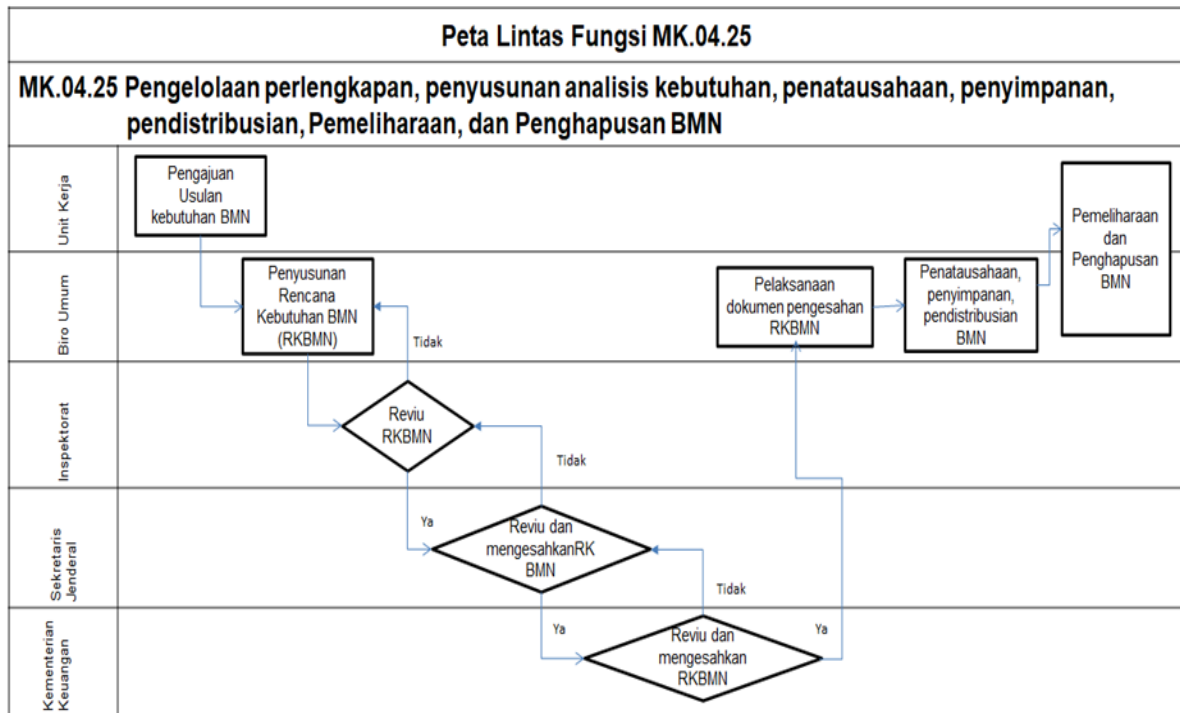 Peta Lintas Fungsi MK.04.25
MK.04.25 Pengelolaan perlengkapan, penyusunan analisis kebutuhan, penatausahaan, penyimpanan,
pendistribusian, Pemeliharaan, dan Penghapusan BMN
Unit Kerja
Pengajuan
Usulan
kebutuhan BMN
Pemeliharaan
dan
Penghapusan
BMN
Biro Umum
Penyusunan
Rencana
Kebutuhan BMN
(RKBMN)
Pelaksanaan
dokumen pengesahan
RKBMN
Penatausahaan,
penyimpanan,
pendistribusian
BMN
Tidak
Inspektorat
Reviu
RKBMN
Tidak
Sekretaris
Jenderal
Ya
Reviu dan
mengesahkanRK
BMN
Tidak
Kementerian
Keuangan
Ya
Reviu dan
mengesahkan
RKBMN
Ya